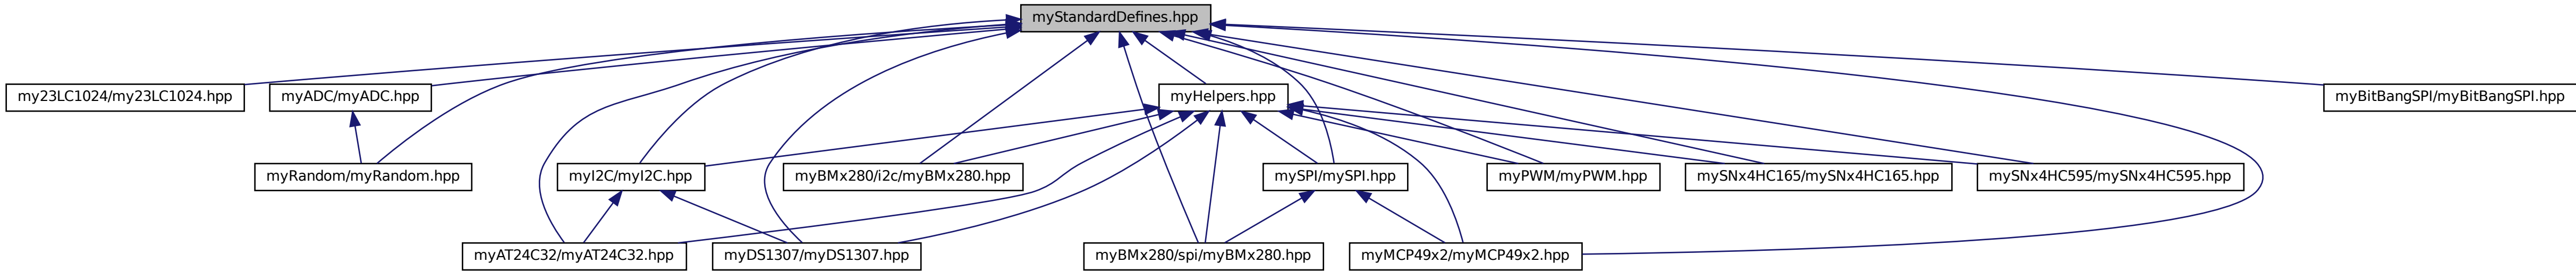 myStandardDefines.hpp
my23LC1024/my23LC1024.hpp
myADC/myADC.hpp
myHelpers.hpp
myBitBangSPI/myBitBangSPI.hpp
myRandom/myRandom.hpp
myI2C/myI2C.hpp
myBMx280/i2c/myBMx280.hpp
mySPI/mySPI.hpp
myPWM/myPWM.hpp
mySNx4HC165/mySNx4HC165.hpp
mySNx4HC595/mySNx4HC595.hpp
myAT24C32/myAT24C32.hpp
myDS1307/myDS1307.hpp
myBMx280/spi/myBMx280.hpp
myMCP49x2/myMCP49x2.hpp